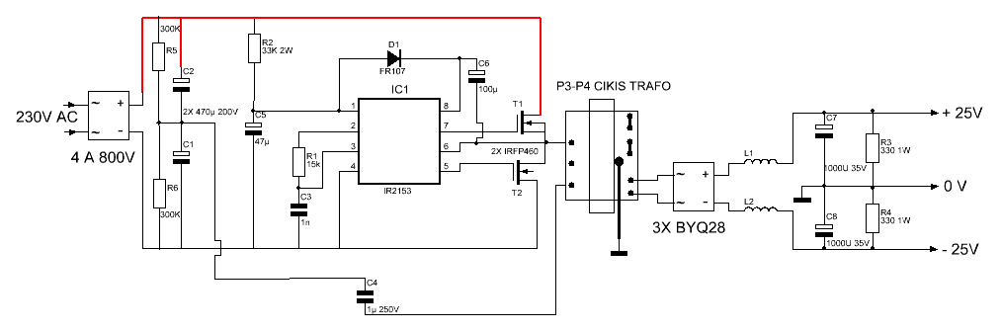 300K
R5
C2
2X 470µ 200V
230V AC
~ +
~ -
4 A 800V
C1
R6
300K
R2
33K 2W
D1
FR107
C6
100µ
IC1
C5
47µ
1 8
2 7
3 6
4 5
IR2153
R1
15k
C3
1n
T1
2X IRFP460
T2
C4
1µ 250V
P3-P4 CIKIS TRAFO
~ +
~ -
3X BYQ28
L1
L2
C7
1000U 35V
R3
330 1W
C8
1000U 35V
R4
330 1W
+ 25V
0 V
- 25V